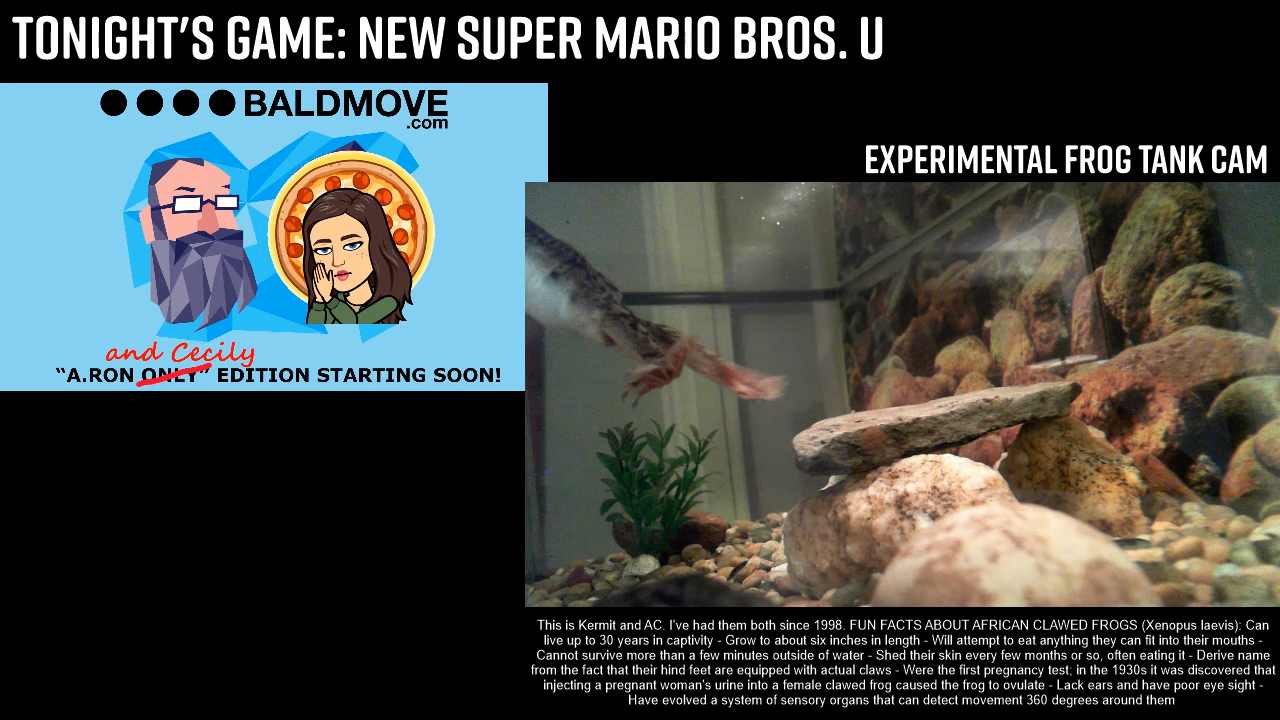 TONIGHT'S GAME: NEW SUPER MARIO BROS. U
BALDMOVE
.com
and Cecily
"A.RON ONLY" EDITION STARTING SOON!
EXPERIMENTAL FROG TANK CAM
This is Kermit and AC. I've had them both since 1998. FUN FACTS ABOUT AFRICAN CLAWED FROGS (Xenopus laevis): Can
live up to 30 years in captivity - Grow to about six inches in length - Will attempt to eat anything they can fit into their mouths -
Cannot survive more than a few minutes outside of water - Shed their skin every few months or so, often eating it - Derive name
from the fact that their hind feet are equipped with actual claws - Were the first pregnancy test; in the 1930s it was discovered that
injecting a pregnant woman's urine into a female clawed frog caused the frog to ovulate - Lack ears and have poor eye sight -
Have evolved a system of sensory organs that can detect movement 360 degrees around them